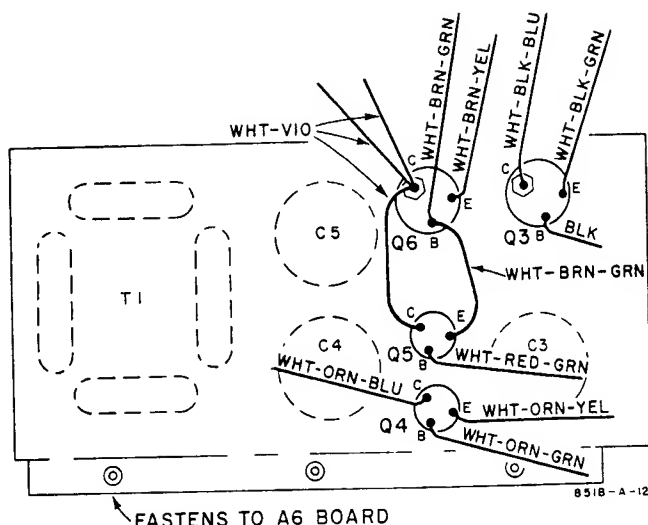 WHT-BRN-GRN
WHT-BRN-YEL
WHT-BLK-BLU
WHT-BLK-GRN
WHT-VIO
C
E
B
Q6
C
E
B
Q3
BLK
C5
T1
WHT-BRN-GRN
C
E
B
Q5
WHT-RED-GRN
C4
C3
WHT-ORN-BLU
C
E
B
Q4
WHT-ORN-YEL
WHT-ORN-GRN
8518-A-12
FASTENS TO A6 BOARD